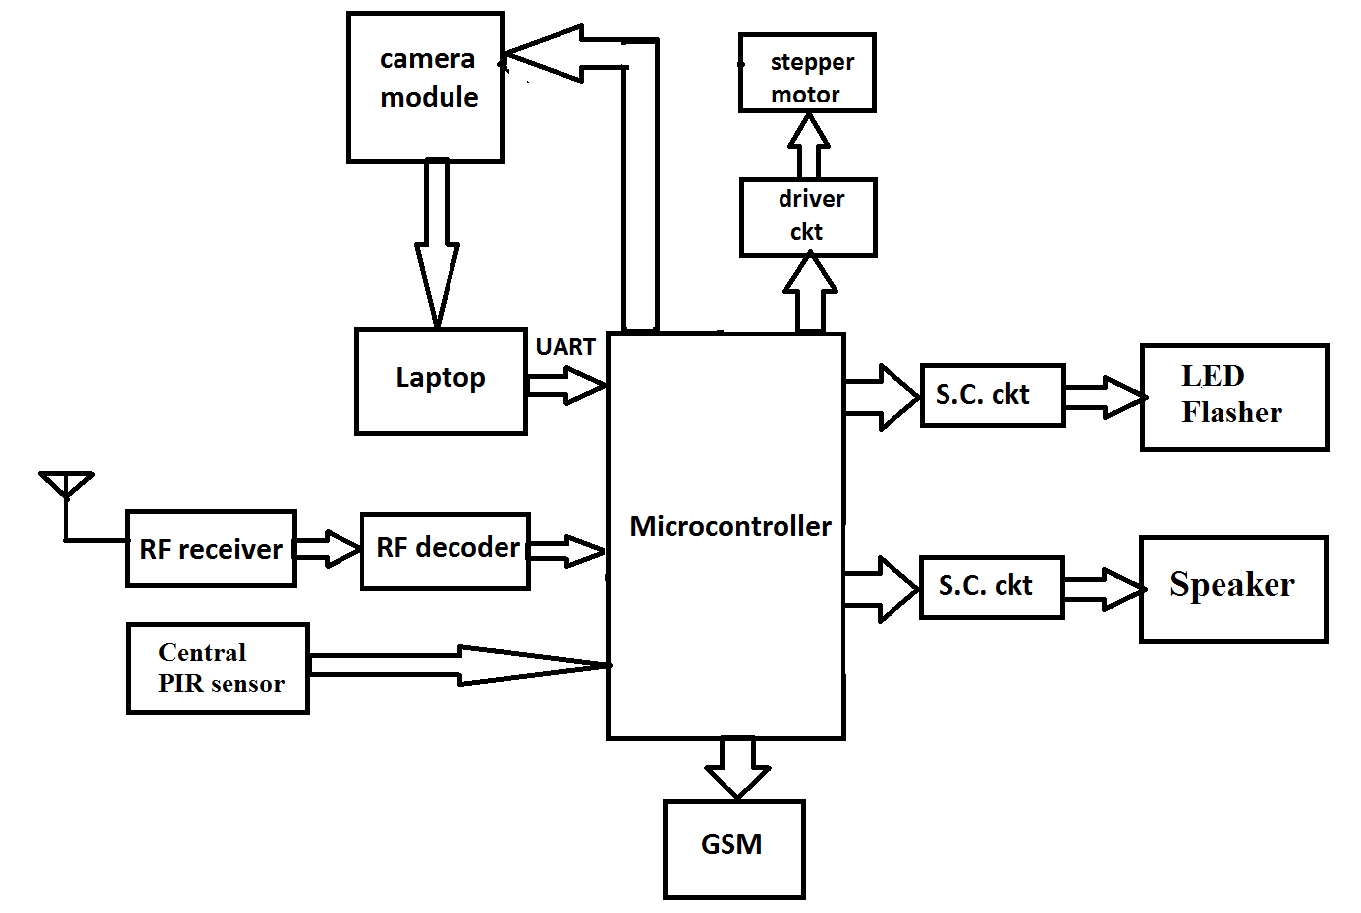 camera
module
stepper
motor
driver
ckt
Laptop
UART
S.C. ckt
LED
Flasher
Microcontroller
RF receiver
RF decoder
S.C. ckt
Speaker
Central
PIR sensor
GSM